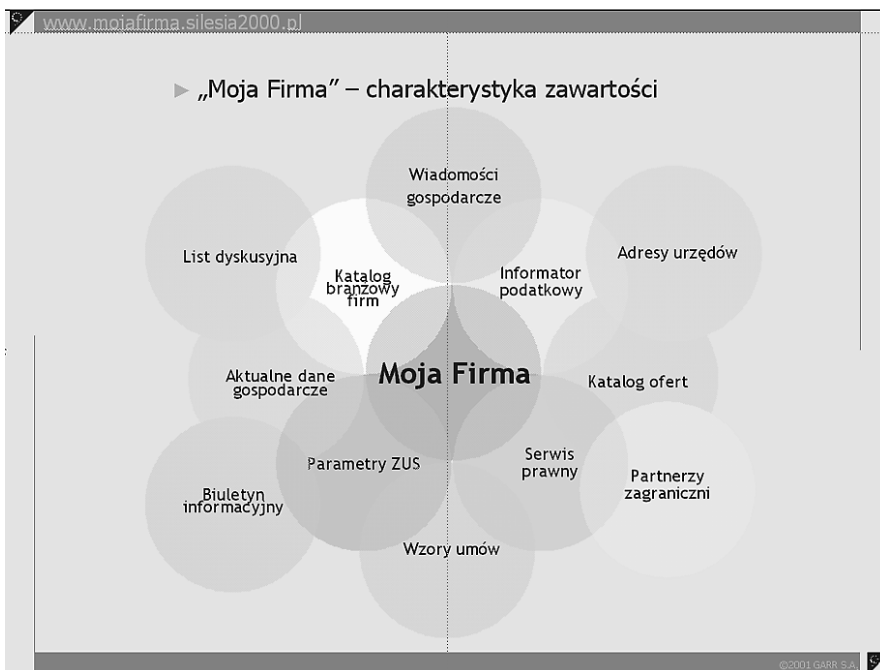 www.mojafirma.silesia2000.pl
„Moja Firma” – charakterystyka zawartości
Wiadomości
gospodarcze
List dyskusyjna
Katalog
branżowy
firm
Informator
podatkowy
Adresy urzędów
Aktualne dane
gospodarcze
Moja Firma
Katalog ofert
Parametry ZUS
Serwis
prawny
Biuletyn
informacyjny
Partnerzy
zagraniczni
Wzory umów
©2001 GARR S.A.